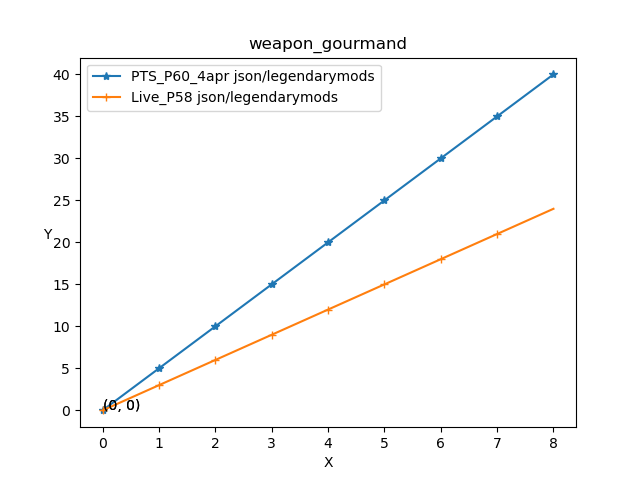 weapon_gourmand
PTS_P60_4apr json/legendarymods
Live_P58 json/legendarymods
40
35
30
25
20
15
10
5
0
Y
(0, 0)
0 1 2 3 4 5 6 7 8
X